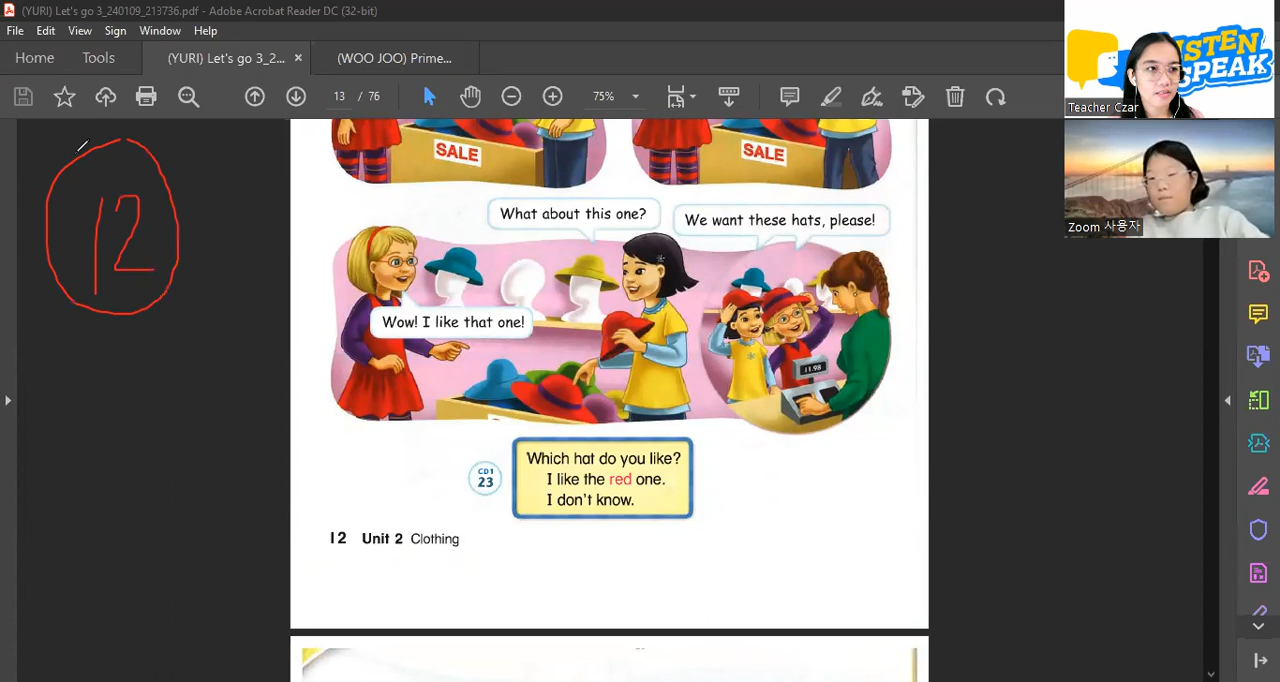 (YURI) Let's go 3_240109_213736.pdf - Adobe Acrobat Reader DC (32-bit)
File Edit View Sign Window Help
Home Tools (YURI) Let's go 3_2... × (WOO JOO) Prime...
13 / 76 75%
LISTEN
SPEAK
Teacher Czar
Zoom 사용자
12
SALE
SALE
What about this one?
We want these hats, please!
Wow! I like that one!
11.98
CD1
23
Which hat do you like?
I like the red one.
I don't know.
12 Unit 2 Clothing